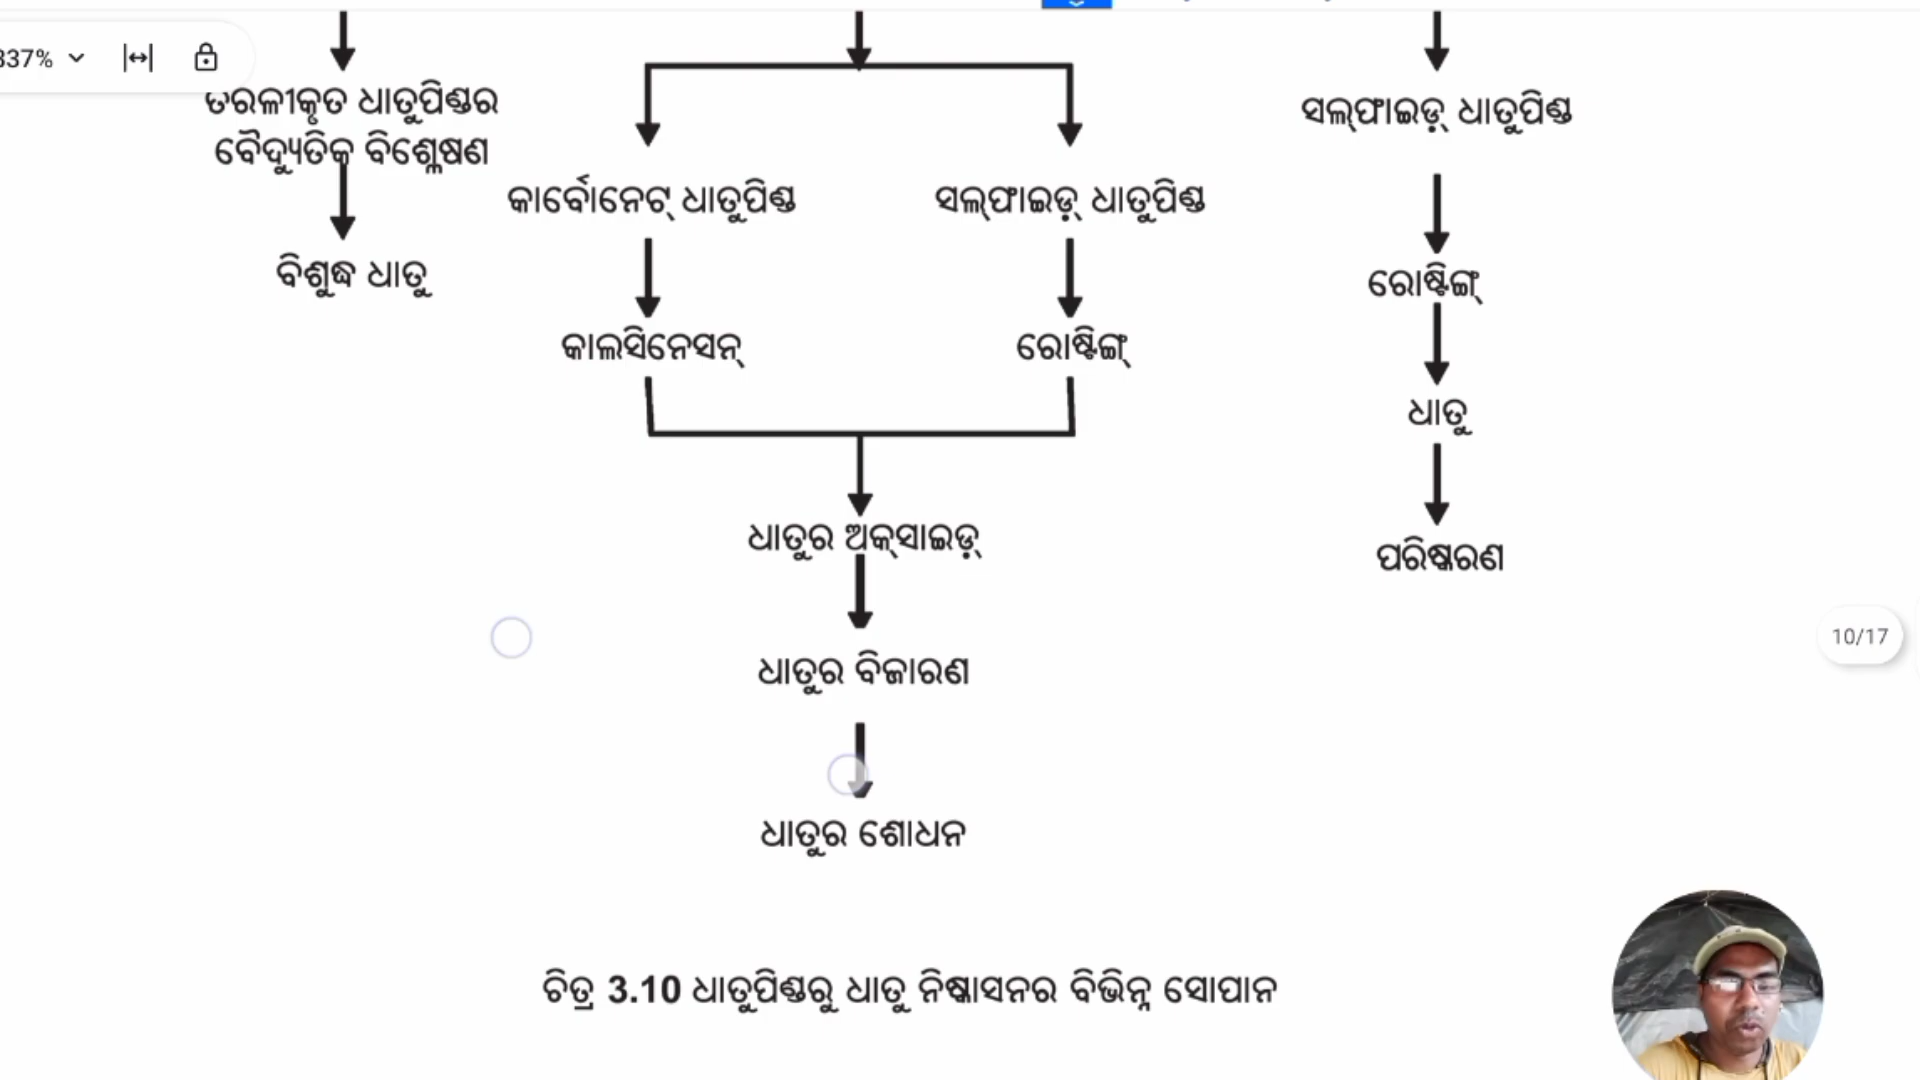 337%
ତରଳୀକୃତ ଧାତୁପିଣ୍ଡର
ବୈଦ୍ୟୁତିକ ବିଶ୍ଳେଷଣ
ବିଶୁଦ୍ଧ ଧାତୁ
କାର୍ବୋନେଟ୍ ଧାତୁପିଣ୍ଡ
ସଲ୍‌ଫାଇଡ଼୍ ଧାତୁପିଣ୍ଡ
କାଲସିନେସନ୍
ରୋଷ୍ଟିଙ୍ଗ୍
ଧାତୁର ଅକ୍‌ସାଇଡ଼୍
ଧାତୁର ବିଜାରଣ
ଧାତୁର ଶୋଧନ
ସଲ୍‌ଫାଇଡ଼୍ ଧାତୁପିଣ୍ଡ
ରୋଷ୍ଟିଙ୍ଗ୍
ଧାତୁ
ପରିଷ୍କରଣ
10/17
ଚିତ୍ର 3.10 ଧାତୁପିଣ୍ଡରୁ ଧାତୁ ନିଷ୍କାସନର ବିଭିନ୍ନ ସୋପାନ